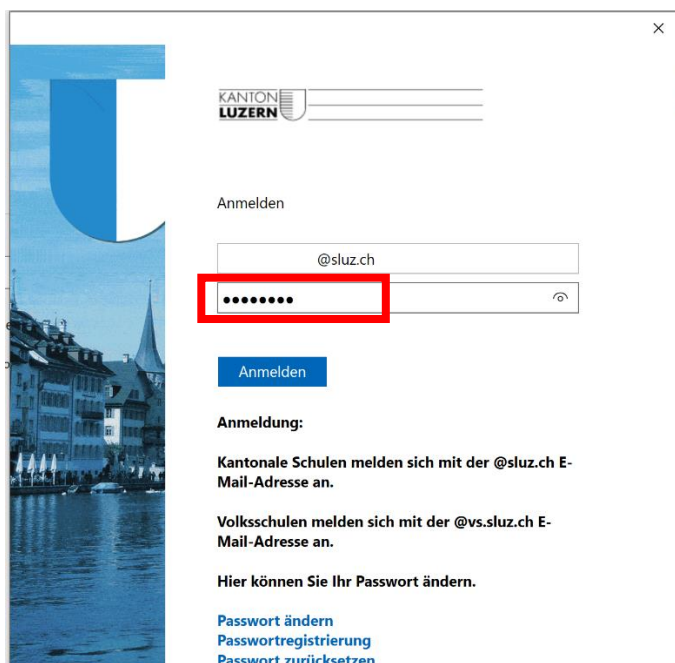 KANTON
LUZERN
Anmelden
@sluz.ch
••••••••
Anmelden
Anmeldung:
Kantonale Schulen melden sich mit der @sluz.ch E-
Mail-Adresse an.
Volksschulen melden sich mit der @vs.sluz.ch E-
Mail-Adresse an.
Hier können Sie Ihr Passwort ändern.
Passwort ändern
Passwortregistrierung
Passwort zurücksetzen